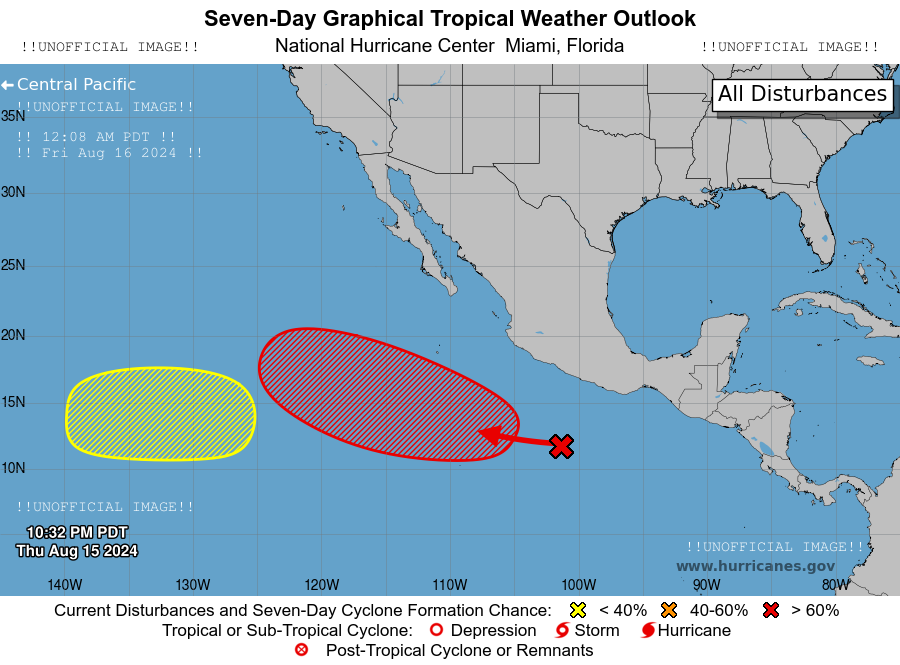 Seven-Day Graphical Tropical Weather Outlook
!!UNOFFICIAL IMAGE!! National Hurricane Center Miami, Florida !!UNOFFICIAL IMAGE!!
Central Pacific
All Disturbances
!!UNOFFICIAL IMAGE!!
35N
!! 12:08 AM PDT !!
!! Fri Aug 16 2024 !!
30N
25N
20N
15N
10N
!!UNOFFICIAL IMAGE!!
10:32 PM PDT
Thu Aug 15 2024
!!UNOFFICIAL IMAGE!!
www.hurricanes.gov
140W 130W 120W 110W 100W 90W 80W
Current Disturbances and Seven-Day Cyclone Formation Chance: < 40% 40-60% > 60%
Tropical or Sub-Tropical Cyclone: Depression Storm Hurricane
Post-Tropical Cyclone or Remnants